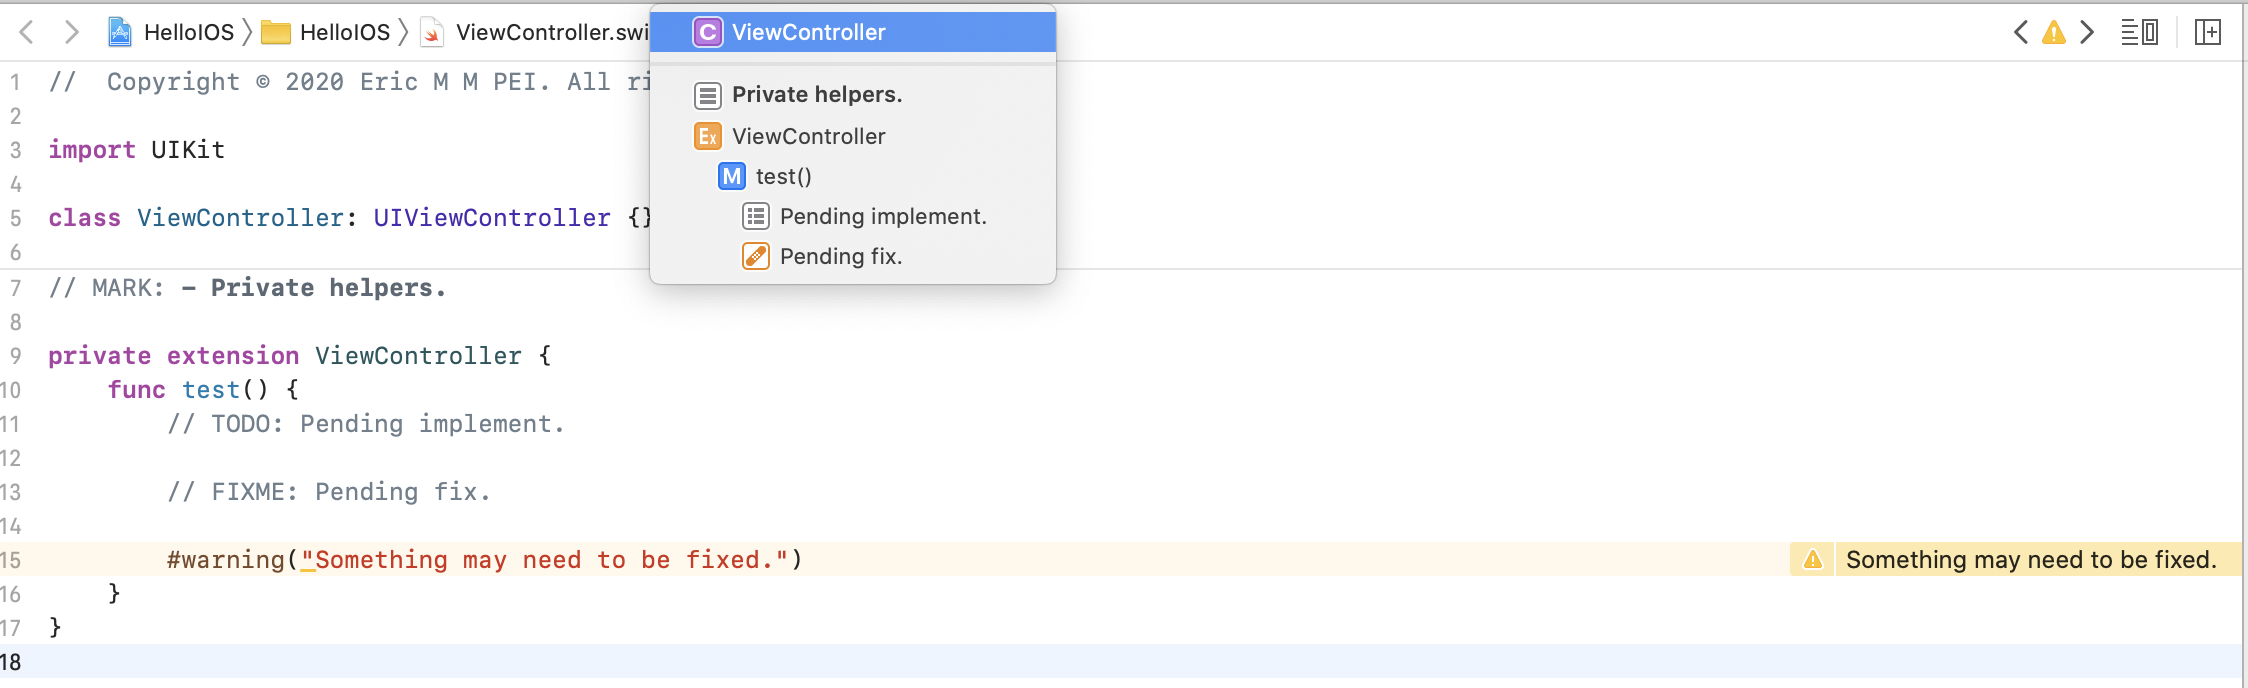 HelloIOS HelloIOS ViewController.swi
ViewController
Private helpers.
Ex ViewController
M test()
Pending implement.
Pending fix.
1 // Copyright © 2020 Eric M M PEI. All ri
2
3 import UIKit
4
5 class ViewController: UIViewController {}
6
7 // MARK: - Private helpers.
8
9 private extension ViewController {
10 func test() {
11 // TODO: Pending implement.
12
13 // FIXME: Pending fix.
14
15 #warning("Something may need to be fixed.") Something may need to be fixed.
16 }
17 }
18